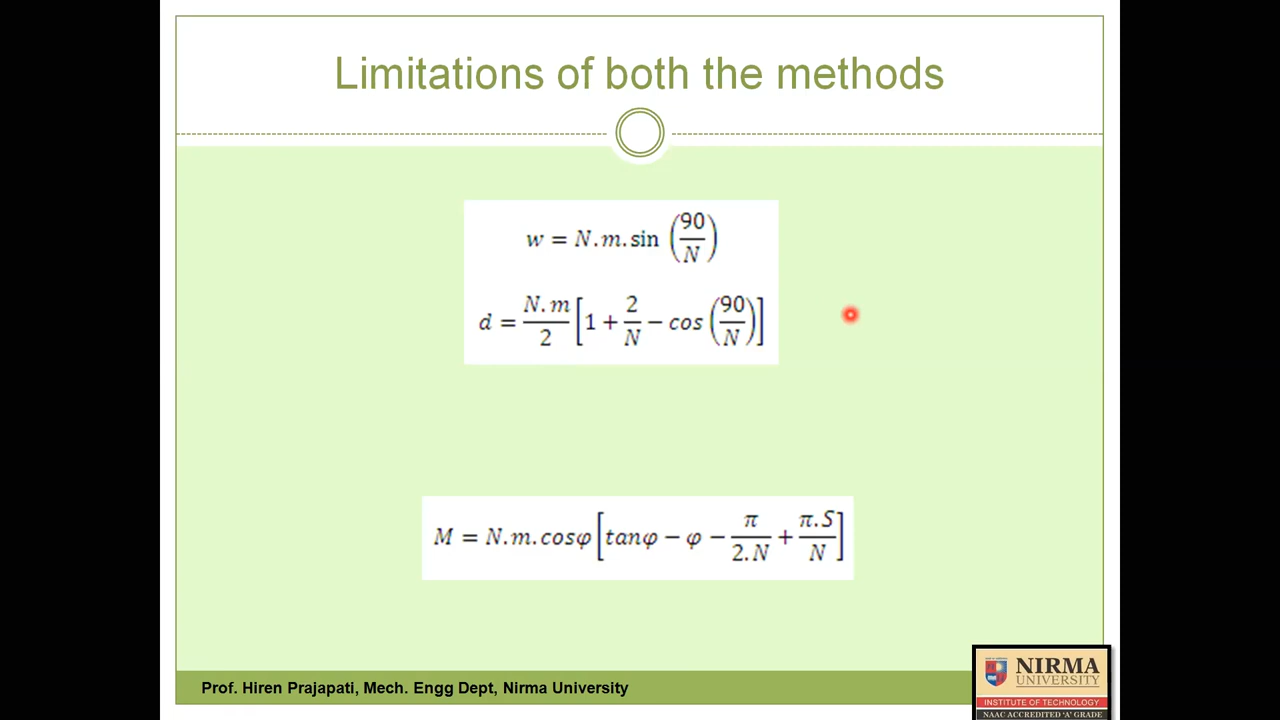 Limitations of both the methods
w = N.m.sin (90/N)
d = N.m/2 [1 + 2/N − cos (90/N)]
M = N.m.cosφ [tanφ − φ − π/2.N + π.S/N]
Prof. Hiren Prajapati, Mech. Engg Dept, Nirma University
NIRMA
UNIVERSITY
INSTITUTE OF TECHNOLOGY
NAAC ACCREDITED 'A' GRADE